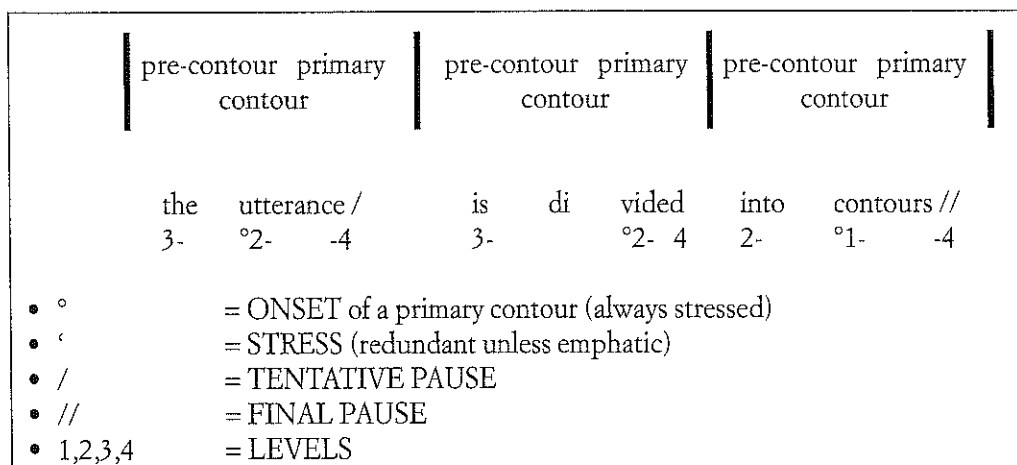 pre-contour primary pre-contour primary pre-contour primary
contour contour contour
the utterance / is di vided into contours //
3- °2- -4 3- °2- 4 2- °1- -4
• ° = ONSET of a primary contour (always stressed)
• ‘ = STRESS (redundant unless emphatic)
• / = TENTATIVE PAUSE
• // = FINAL PAUSE
• 1,2,3,4 = LEVELS